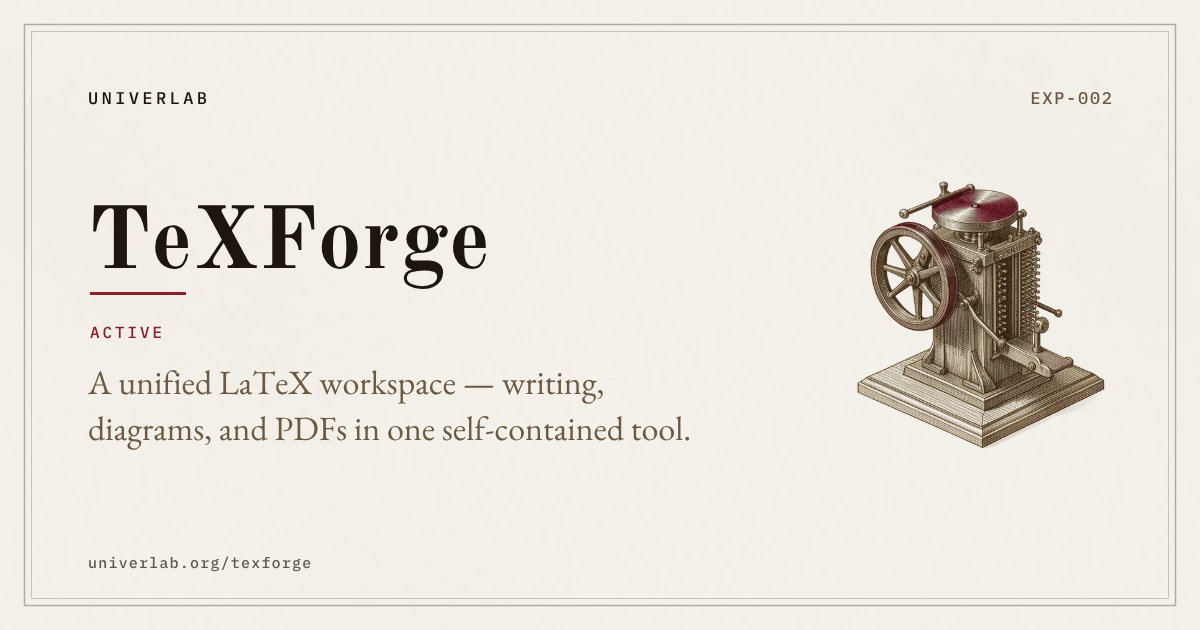 UNIVERLAB
EXP-002
TeXForge
ACTIVE
A unified LaTeX workspace — writing,
diagrams, and PDFs in one self-contained tool.
univerlab.org/texforge